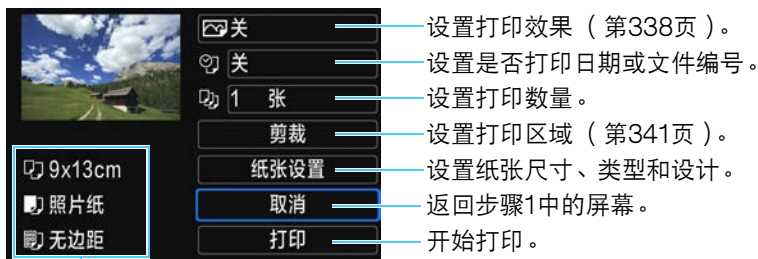 关 设置打印效果（第338页）。
关 设置是否打印日期或文件编号。
1 张 设置打印数量。
剪裁 设置打印区域（第341页）。
9x13cm 纸张设置 设置纸张尺寸、类型和设计。
照片纸 取消 返回步骤1中的屏幕。
无边距 打印 开始打印。